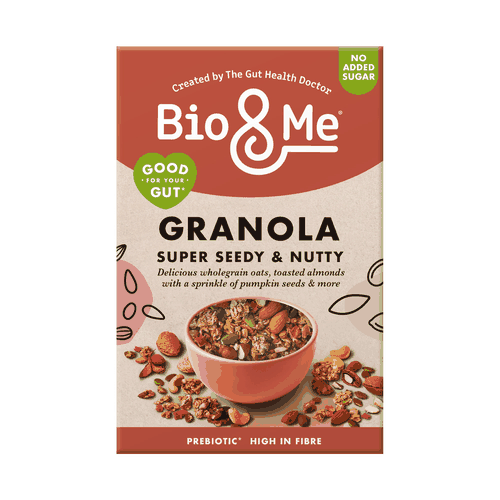 NO
ADDED
SUGAR
Created by The Gut Health Doctor
Bio&Me®
GOOD
• FOR YOUR •
GUT*
GRANOLA
SUPER SEEDY & NUTTY
Delicious wholegrain oats, toasted almonds
with a sprinkle of pumpkin seeds & more
PREBIOTIC* HIGH IN FIBRE